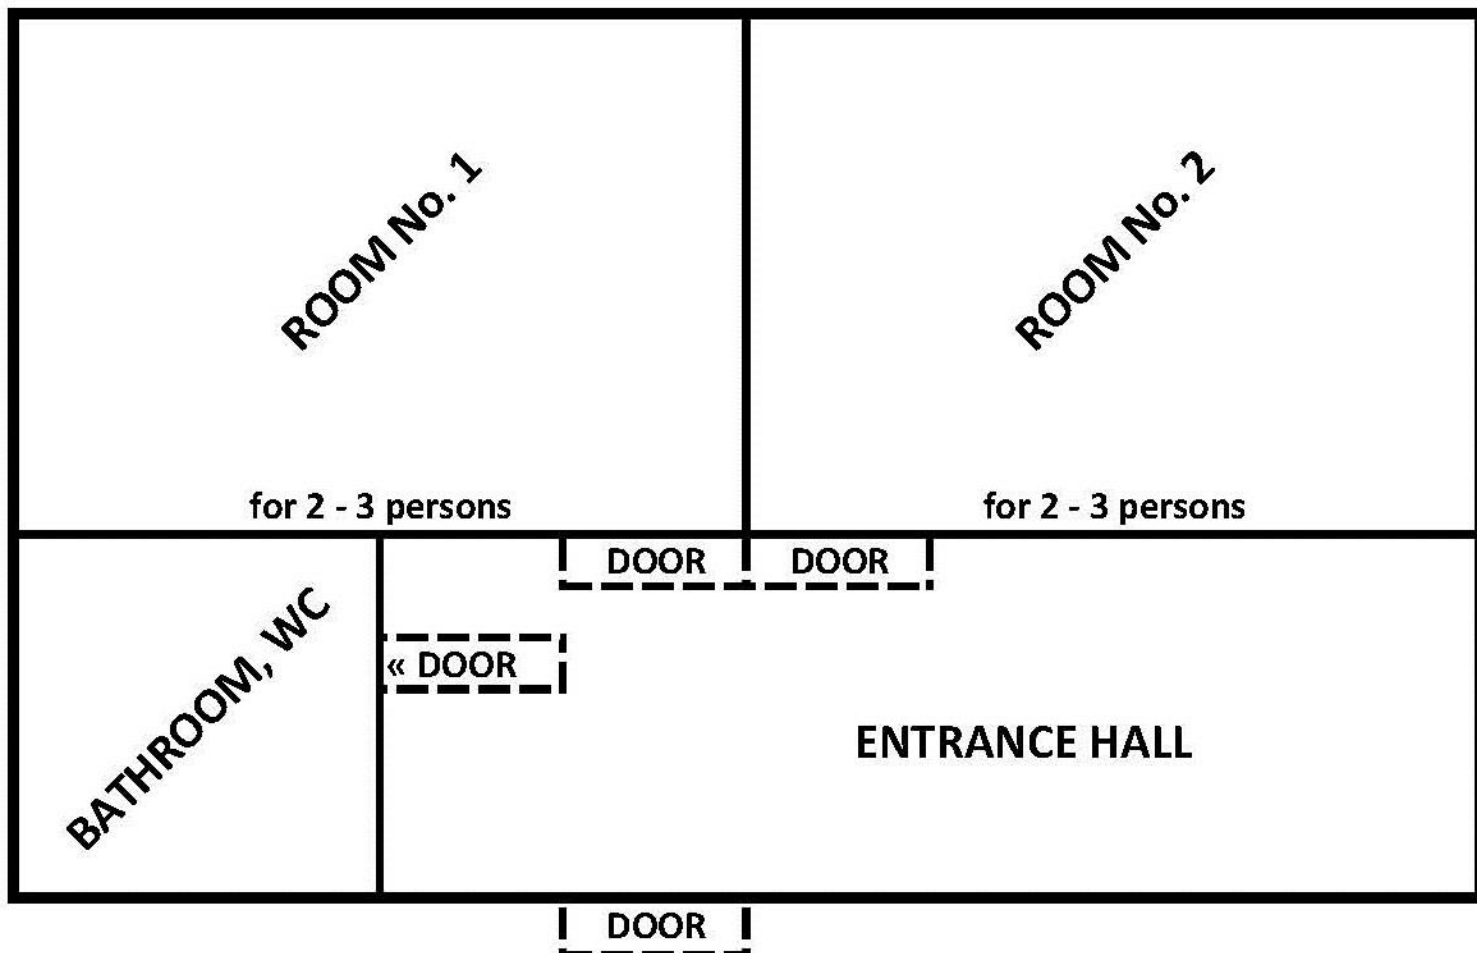 ROOM No. 1
ROOM No. 2
for 2 - 3 persons
for 2 - 3 persons
DOOR
DOOR
« DOOR
BATHROOM, WC
ENTRANCE HALL
DOOR